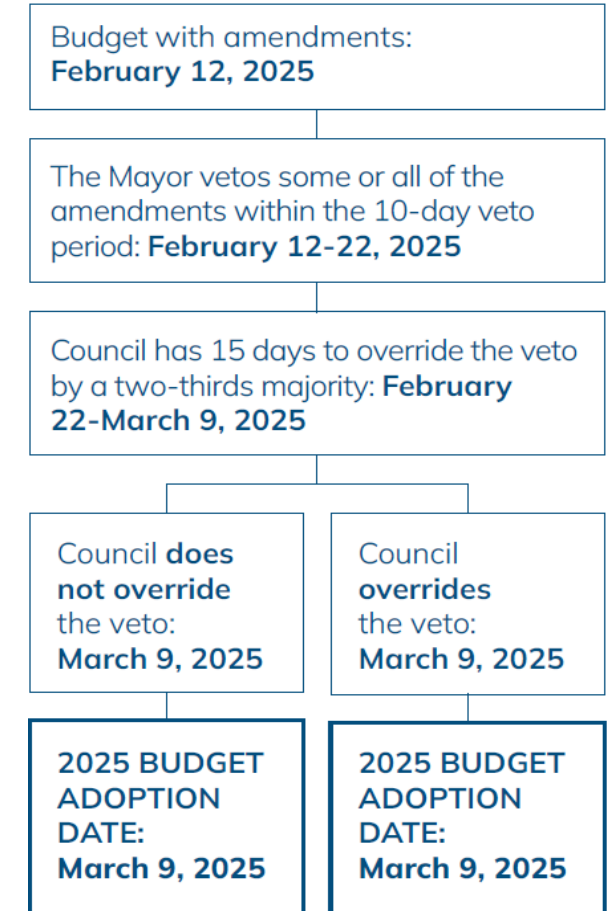 Budget with amendments:
February 12, 2025
The Mayor vetos some or all of the
amendments within the 10-day veto
period: February 12-22, 2025
Council has 15 days to override the veto
by a two-thirds majority: February
22-March 9, 2025
Council does
not override
the veto:
March 9, 2025
Council
overrides
the veto:
March 9, 2025
2025 BUDGET
ADOPTION
DATE:
March 9, 2025
2025 BUDGET
ADOPTION
DATE:
March 9, 2025